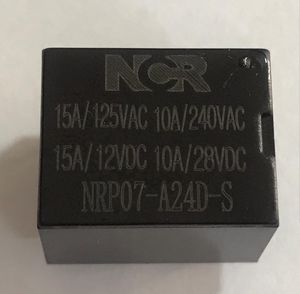 NCR
15A/125VAC 10A/240VAC
15A/12VDC 10A/28VDC
NRP07-A24D-S